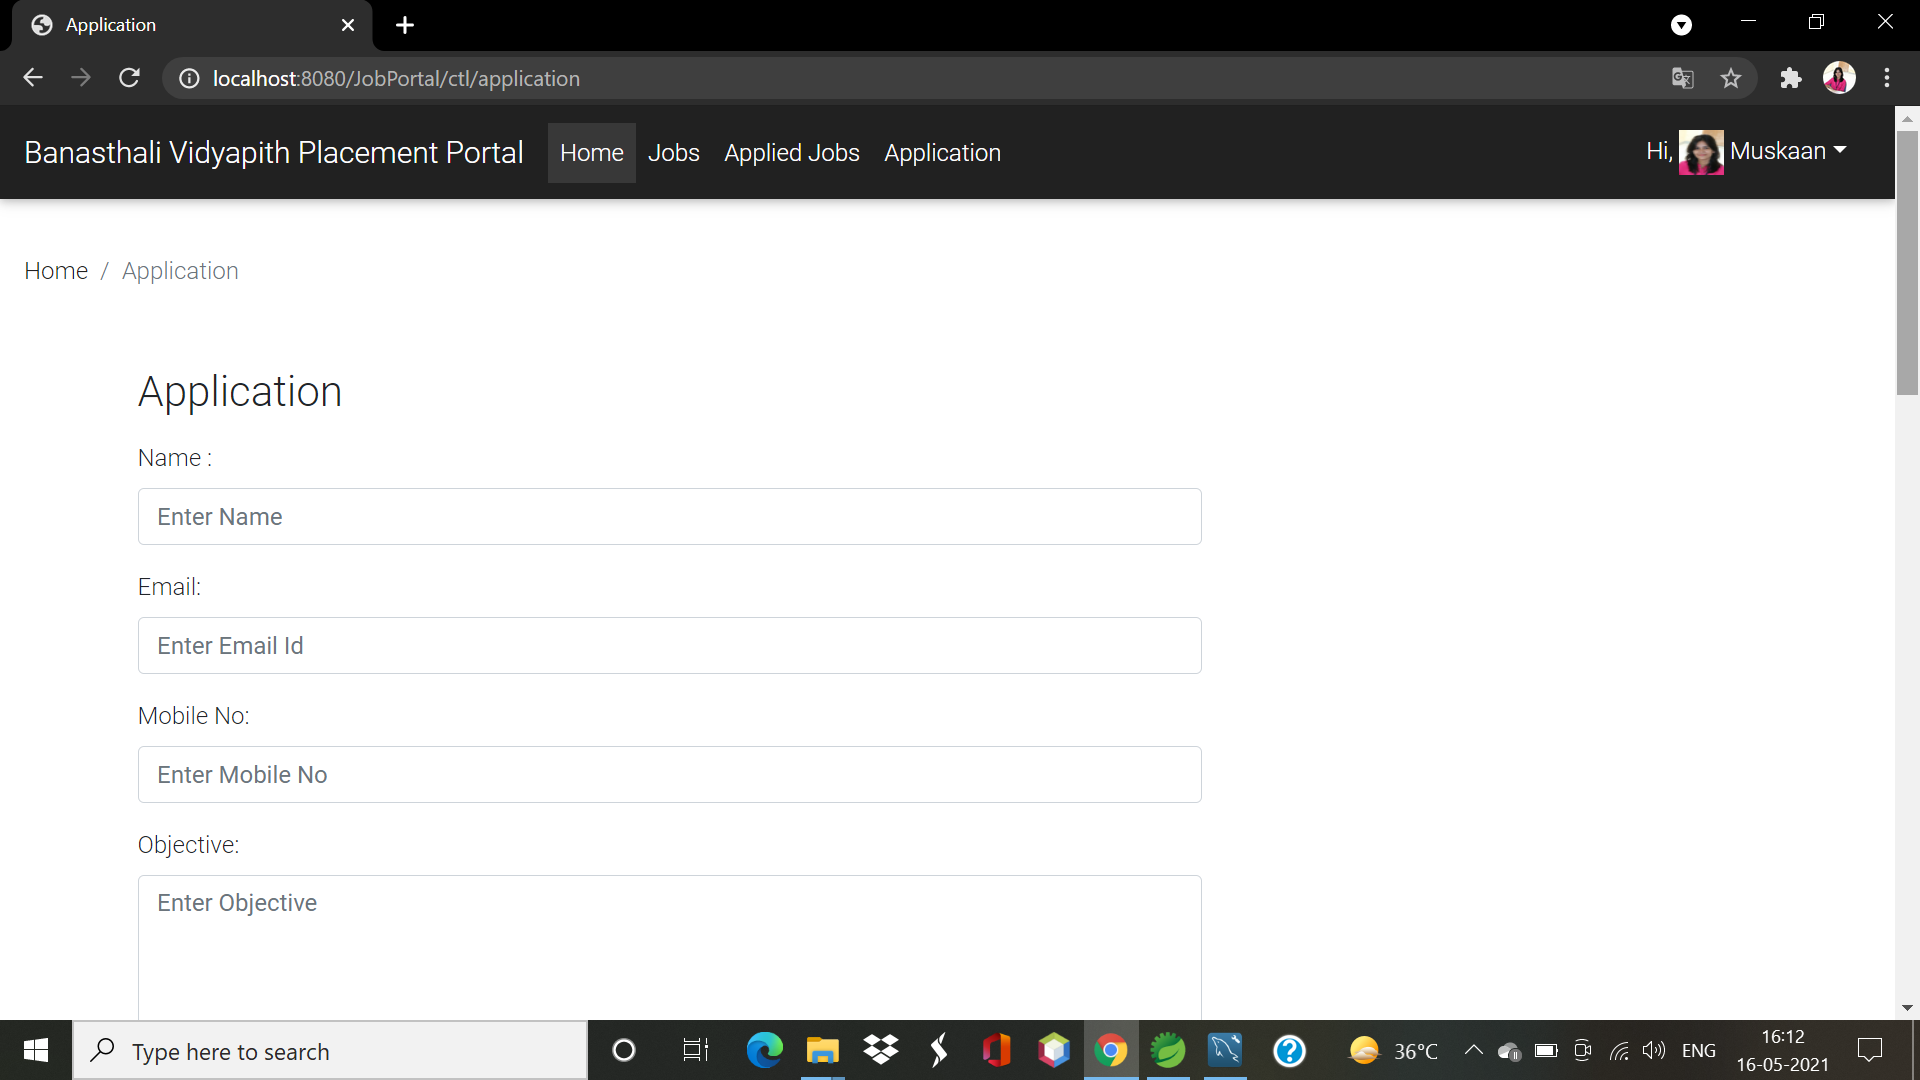 Application
localhost:8080/JobPortal/ctl/application
Banasthali Vidyapith Placement Portal Home Jobs Applied Jobs Application Hi, Muskaan
Home / Application
Application
Name :
Enter Name
Email:
Enter Email Id
Mobile No:
Enter Mobile No
Objective:
Enter Objective
Type here to search
36°C
ENG
16:12
16-05-2021